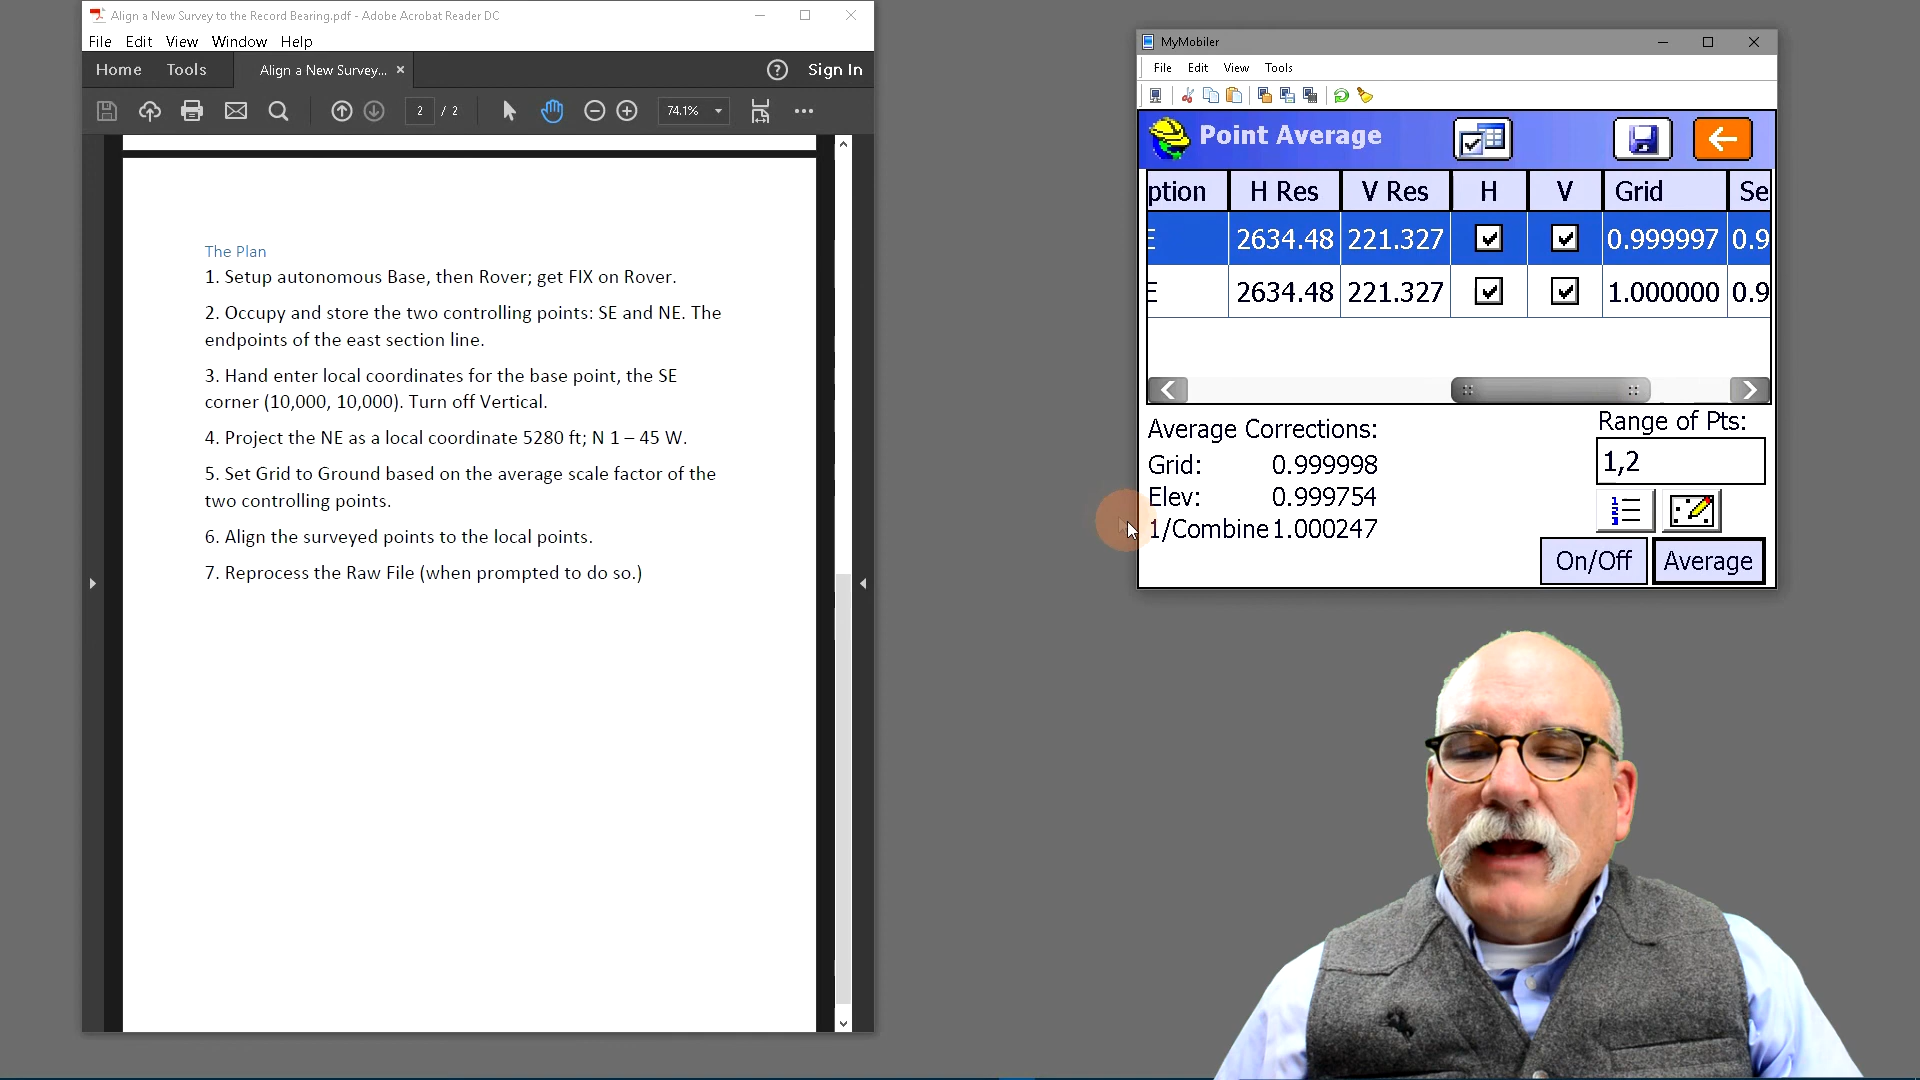 Align a New Survey to the Record Bearing.pdf - Adobe Acrobat Reader DC
File Edit View Window Help
Home Tools Align a New Survey... × Sign In
2 / 2 74.1%
The Plan
1. Setup autonomous Base, then Rover; get FIX on Rover.
2. Occupy and store the two controlling points: SE and NE. The
endpoints of the east section line.
3. Hand enter local coordinates for the base point, the SE
corner (10,000, 10,000). Turn off Vertical.
4. Project the NE as a local coordinate 5280 ft; N 1 – 45 W.
5. Set Grid to Ground based on the average scale factor of the
two controlling points.
6. Align the surveyed points to the local points.
7. Reprocess the Raw File (when prompted to do so.)
MyMobiler
File Edit View Tools
Point Average
ption H Res V Res H V Grid Se
E 2634.48 221.327 0.999997 0.9
E 2634.48 221.327 1.000000 0.9
Average Corrections:
Grid: 0.999998
Elev: 0.999754
1/Combine 1.000247
Range of Pts:
1,2
On/Off Average